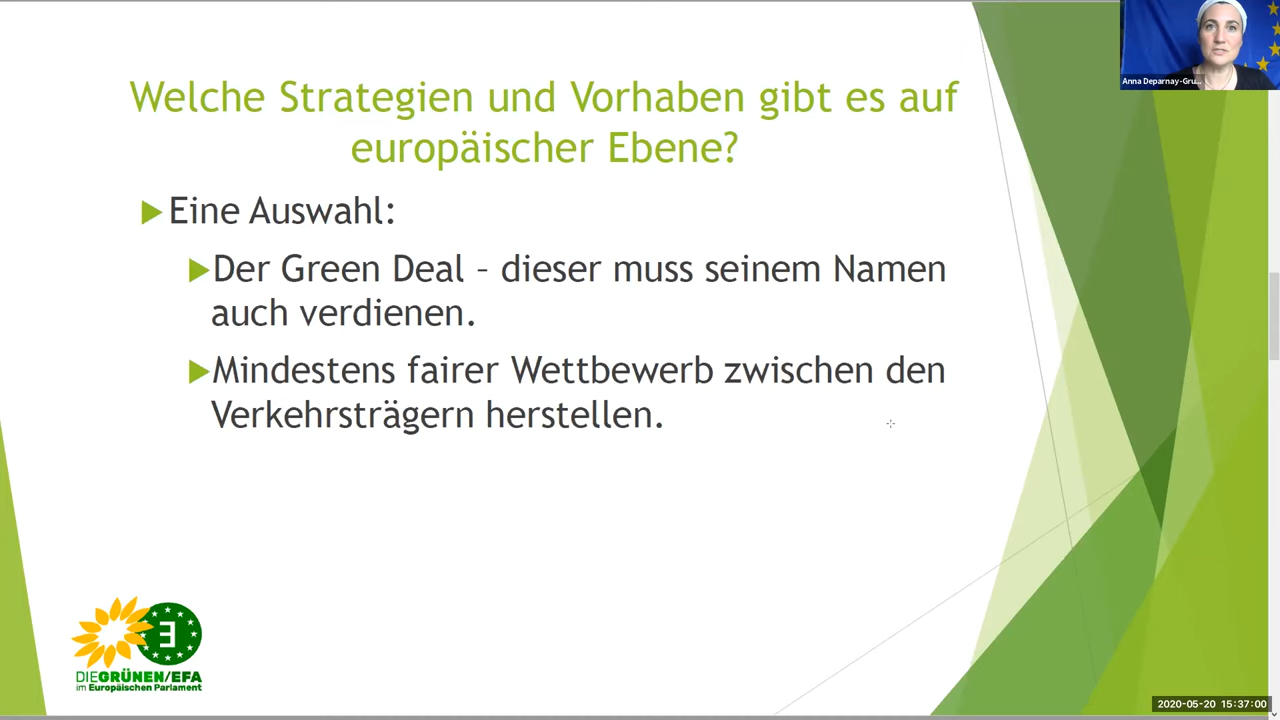 Welche Strategien und Vorhaben gibt es auf
europäischer Ebene?
Eine Auswahl:
Der Green Deal – dieser muss seinem Namen
auch verdienen.
Mindestens fairer Wettbewerb zwischen den
Verkehrsträgern herstellen.
Anna Deparnay-Gru...
DIEGRÜNEN/EFA
im Europäischen Parlament
2020-05-20 15:37:00